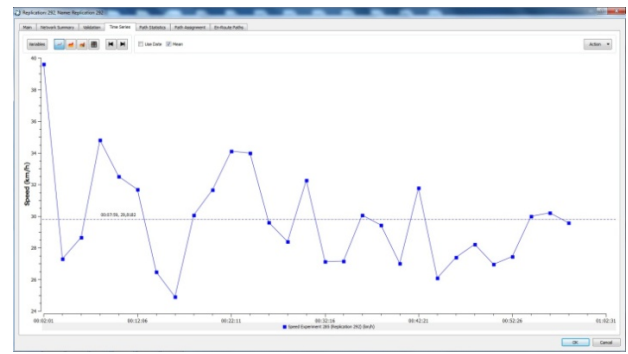 Replication 292, Name: Replication 292
Main Network Summary Validation Time Series Path Statistics Path Assignment En-Route Paths
Variables Use Date Mean Action
40
38
36
34
32
30
28
26
24
Speed (km/h)
00:02:01 00:12:06 00:22:11 00:32:16 00:42:21 00:52:26 01:02:31
Speed Experiment 285 (Replication 292) (km/h)
OK Cancel